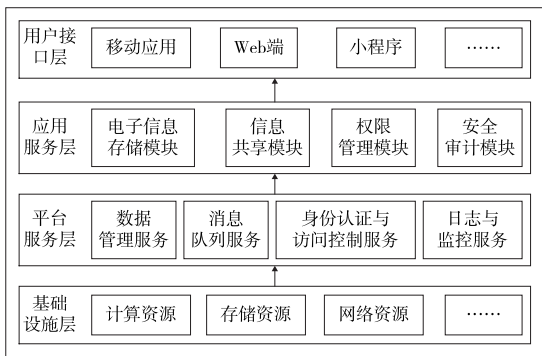 用户接
口层
移动应用
Web端
小程序
……
应用
服务层
电子信息
存储模块
信息
共享模块
权限
管理模块
安全
审计模块
平台
服务层
数据
管理服务
消息
队列服务
身份认证与
访问控制服务
日志与
监控服务
基础
设施层
计算资源
存储资源
网络资源
……